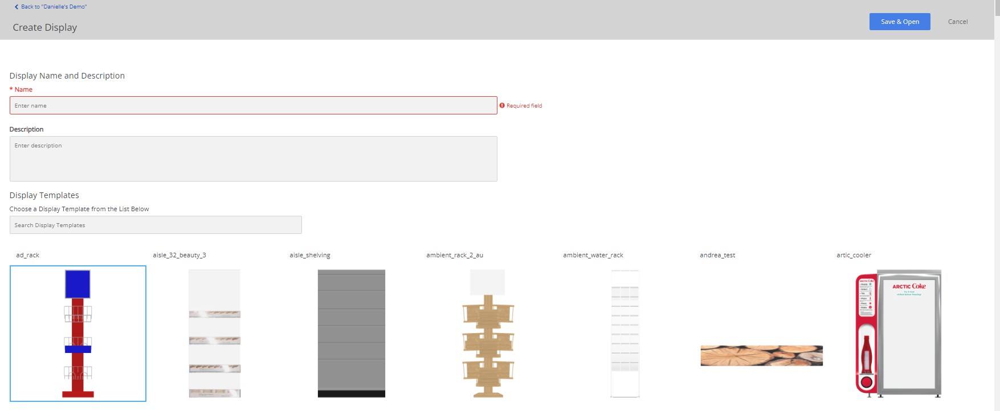 Back to "Danielle's Demo"
Create Display
Save & Open
Cancel
Display Name and Description
* Name
Enter name
Required field
Description
Enter description
Display Templates
Choose a Display Template from the List Below
Search Display Templates
ad_rack
aisle_32_beauty_3
aisle_shelving
ambient_rack_2_au
ambient_water_rack
andrea_test
artic_cooler
ARCTIC Coke